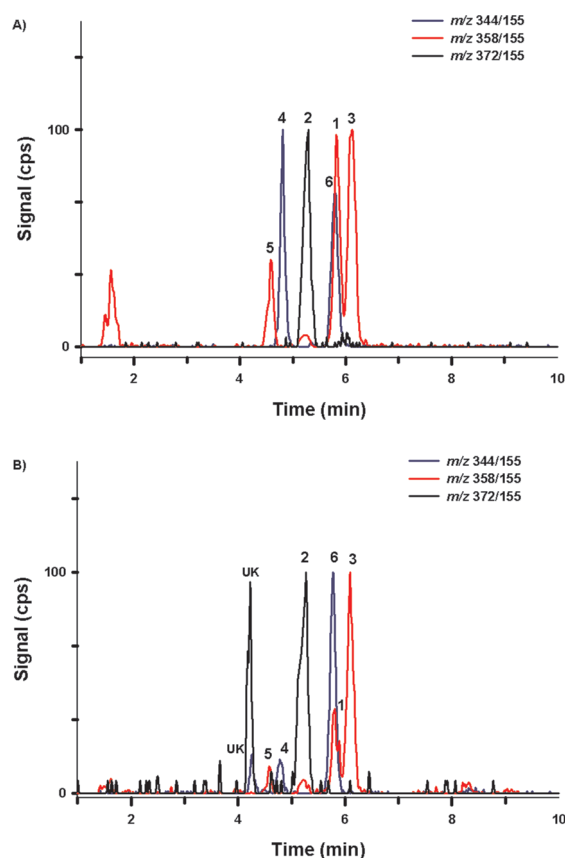 A)
m/z 344/155
m/z 358/155
m/z 372/155
4 2 1 3
100
6
5
Signal (cps)
0
2 4 6 8 10
Time (min)
B)
m/z 344/155
m/z 358/155
m/z 372/155
UK 2 6 3
100
1
UK 5 4
Signal (cps)
0
2 4 6 8 10
Time (min)